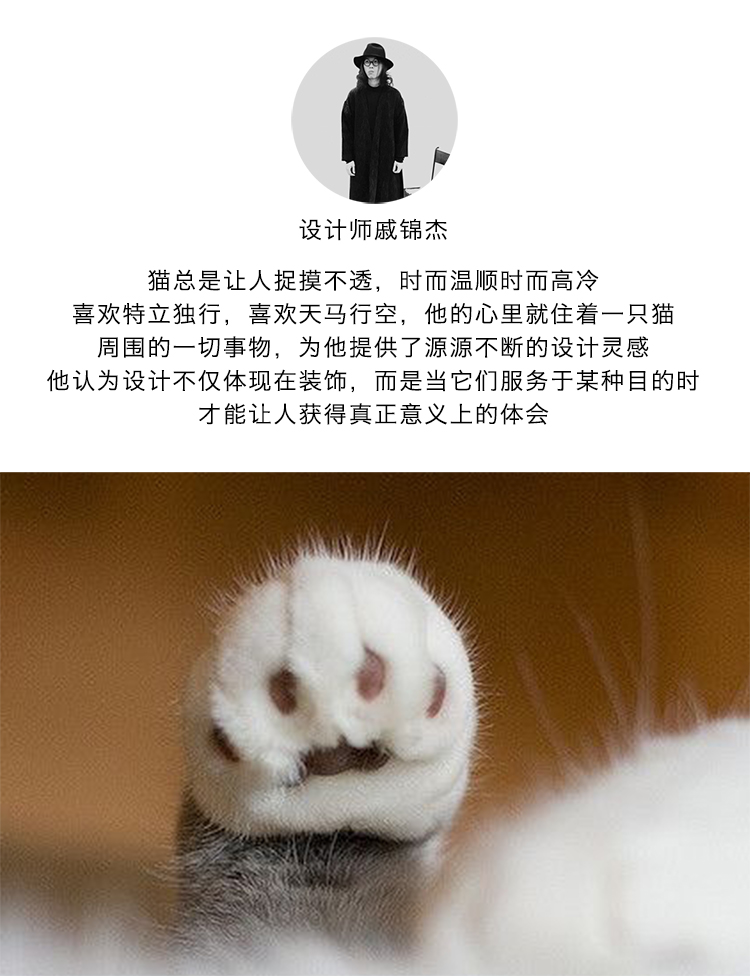 设计师戚锦杰
猫总是让人捉摸不透，时而温顺时而高冷
喜欢特立独行，喜欢天马行空，他的心里就住着一只猫
周围的一切事物，为他提供了源源不断的设计灵感
他认为设计不仅体现在装饰，而是当它们服务于某种目的时
才能让人获得真正意义上的体会